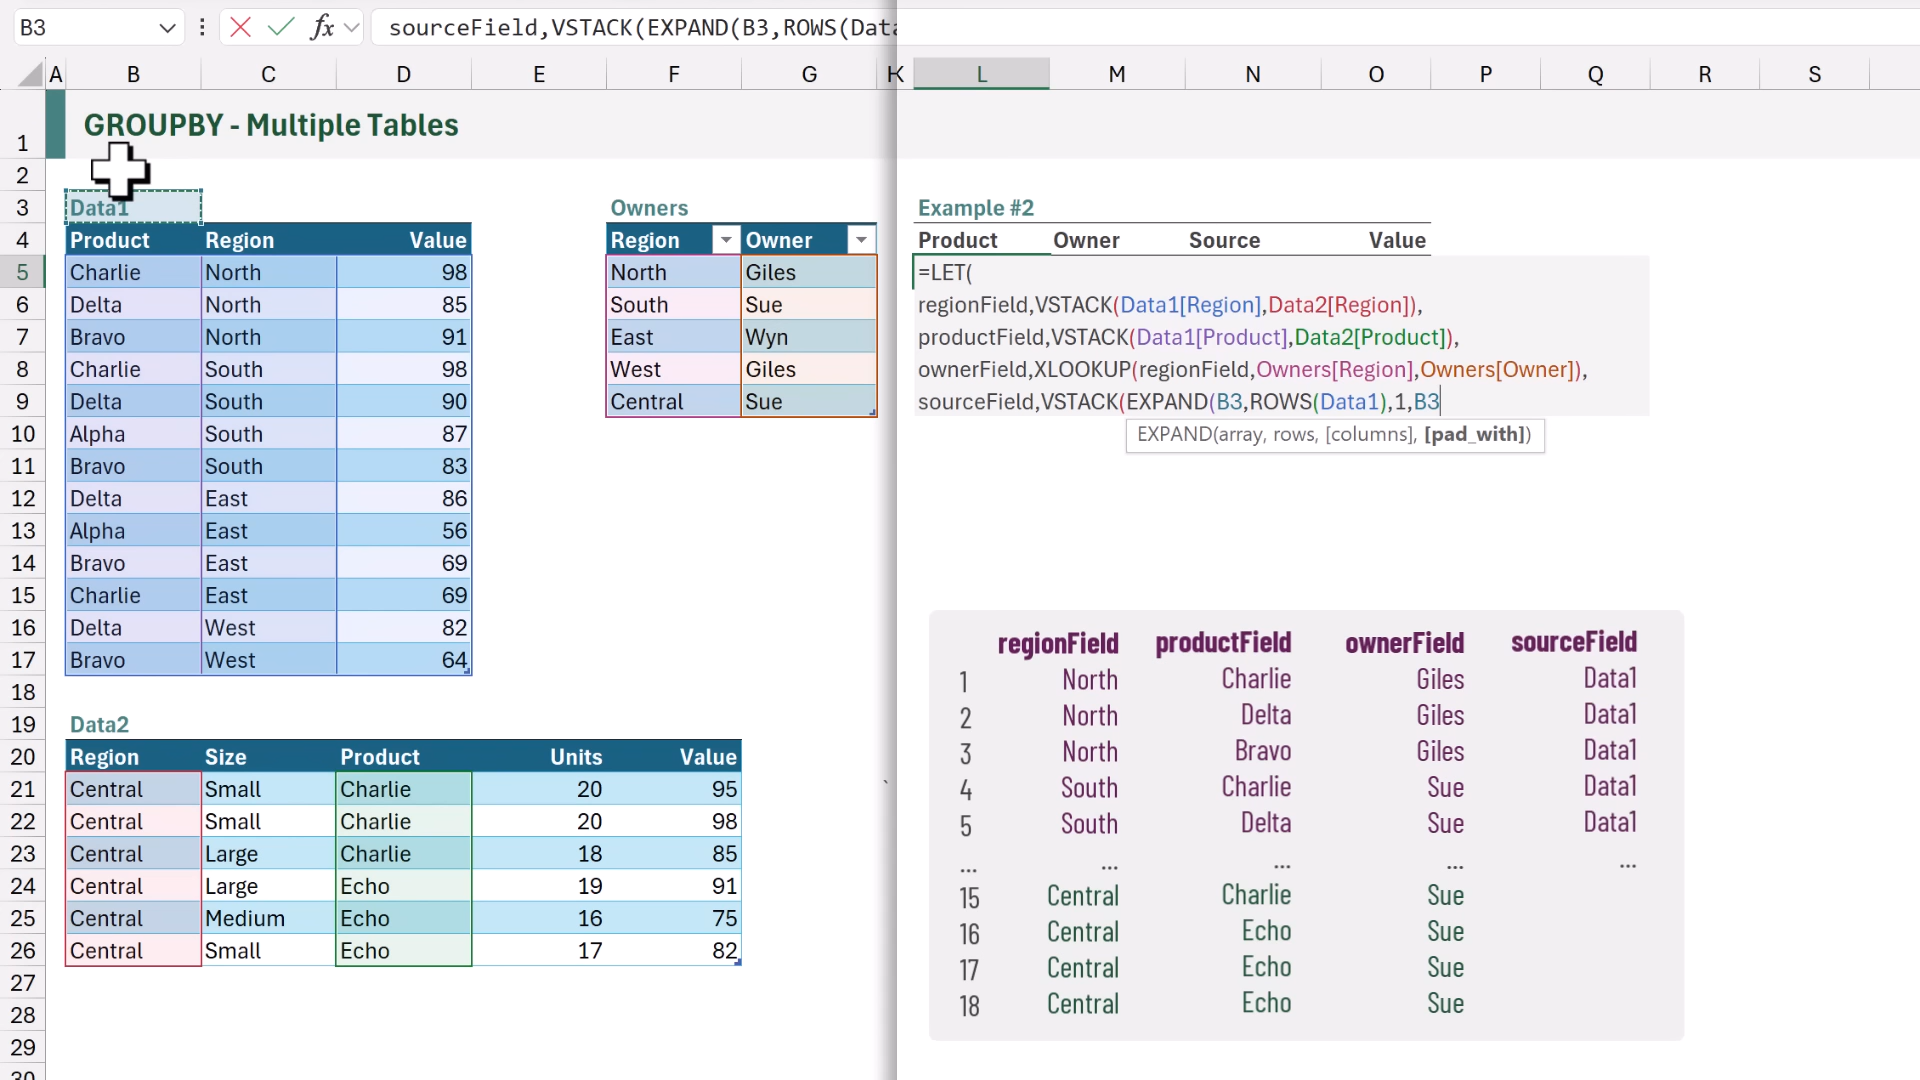 B3 fx sourceField,VSTACK(EXPAND(B3,ROWS(Data
A B C D E F G K L M N O P Q R S
1 GROUPBY - Multiple Tables
2
3 Data1 Owners Example #2
4 Product Region Value Region Owner Product Owner Source Value
5 Charlie North 98 North Giles =LET(
6 Delta North 85 South Sue regionField,VSTACK(Data1[Region],Data2[Region]),
7 Bravo North 91 East Wyn productField,VSTACK(Data1[Product],Data2[Product]),
8 Charlie South 98 West Giles ownerField,XLOOKUP(regionField,Owners[Region],Owners[Owner]),
9 Delta South 90 Central Sue sourceField,VSTACK(EXPAND(B3,ROWS(Data1),1,B3
10 Alpha South 87 EXPAND(array, rows, [columns], [pad_with])
11 Bravo South 83
12 Delta East 86
13 Alpha East 56
14 Bravo East 69
15 Charlie East 69
16 Delta West 82
17 Bravo West 64
18
19 Data2
20 Region Size Product Units Value
21 Central Small Charlie 20 95 `
22 Central Small Charlie 20 98
23 Central Large Charlie 18 85
24 Central Large Echo 19 91
25 Central Medium Echo 16 75
26 Central Small Echo 17 82
27
28
29
30
regionField productField ownerField sourceField
1 North Charlie Giles Data1
2 North Delta Giles Data1
3 North Bravo Giles Data1
4 South Charlie Sue Data1
5 South Delta Sue Data1
... ... ... ... ...
15 Central Charlie Sue
16 Central Echo Sue
17 Central Echo Sue
18 Central Echo Sue